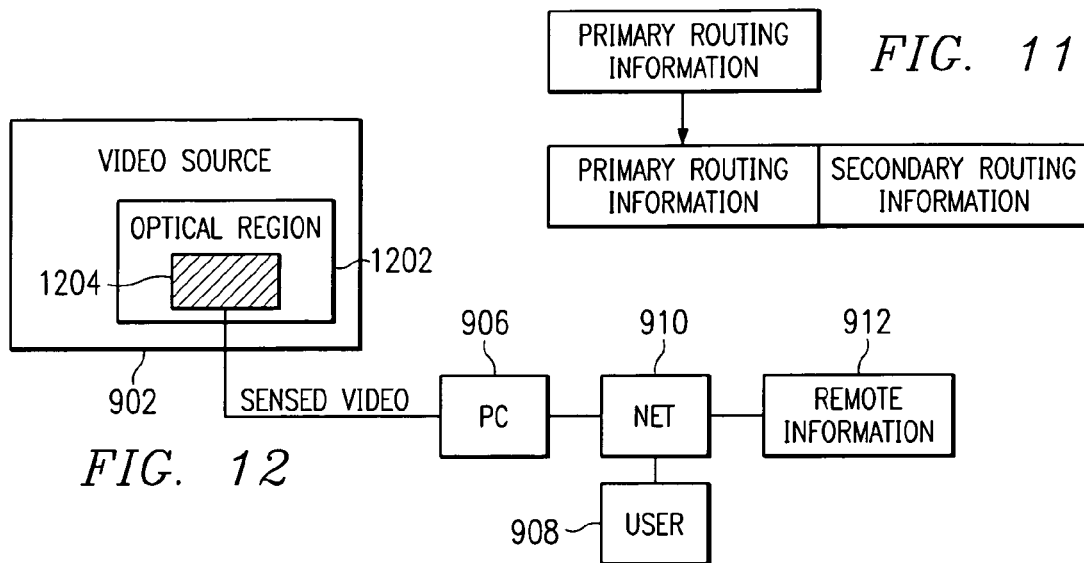 PRIMARY ROUTING
INFORMATION
FIG. 11
PRIMARY ROUTING
INFORMATION
SECONDARY ROUTING
INFORMATION
VIDEO SOURCE
OPTICAL REGION
1204
1202
902
SENSED VIDEO
906
PC
910
NET
912
REMOTE
INFORMATION
908
USER
FIG. 12